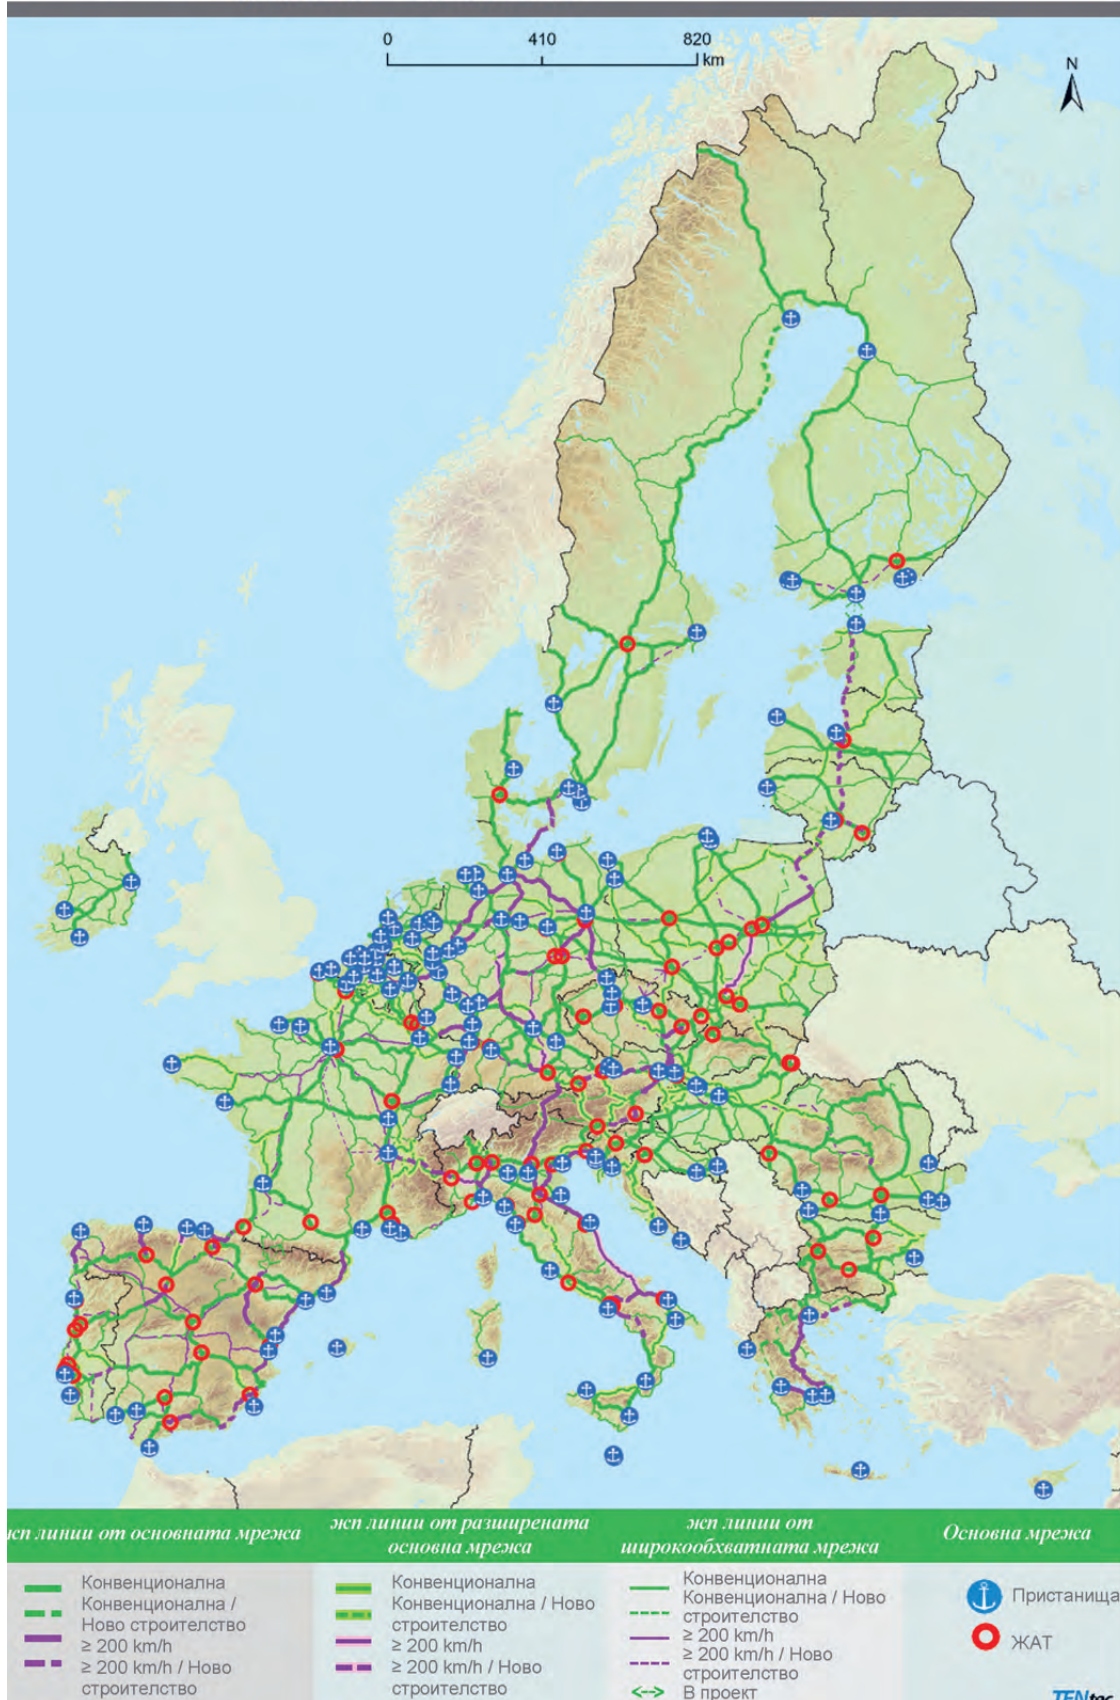 0 410 820
km
N
жп линии от основната мрежа
Конвенционална
Конвенционална /
Ново строителство
≥ 200 km/h
≥ 200 km/h / Ново
строителство
жп линии от разширената
основна мрежа
Конвенционална
Конвенционална / Ново
строителство
≥ 200 km/h
≥ 200 km/h / Ново
строителство
жп линии от
широкообхватната мрежа
Конвенционална
Конвенционална / Ново
строителство
≥ 200 km/h
≥ 200 km/h / Ново
строителство
В проект
Основна мрежа
Пристанища
ЖАТ